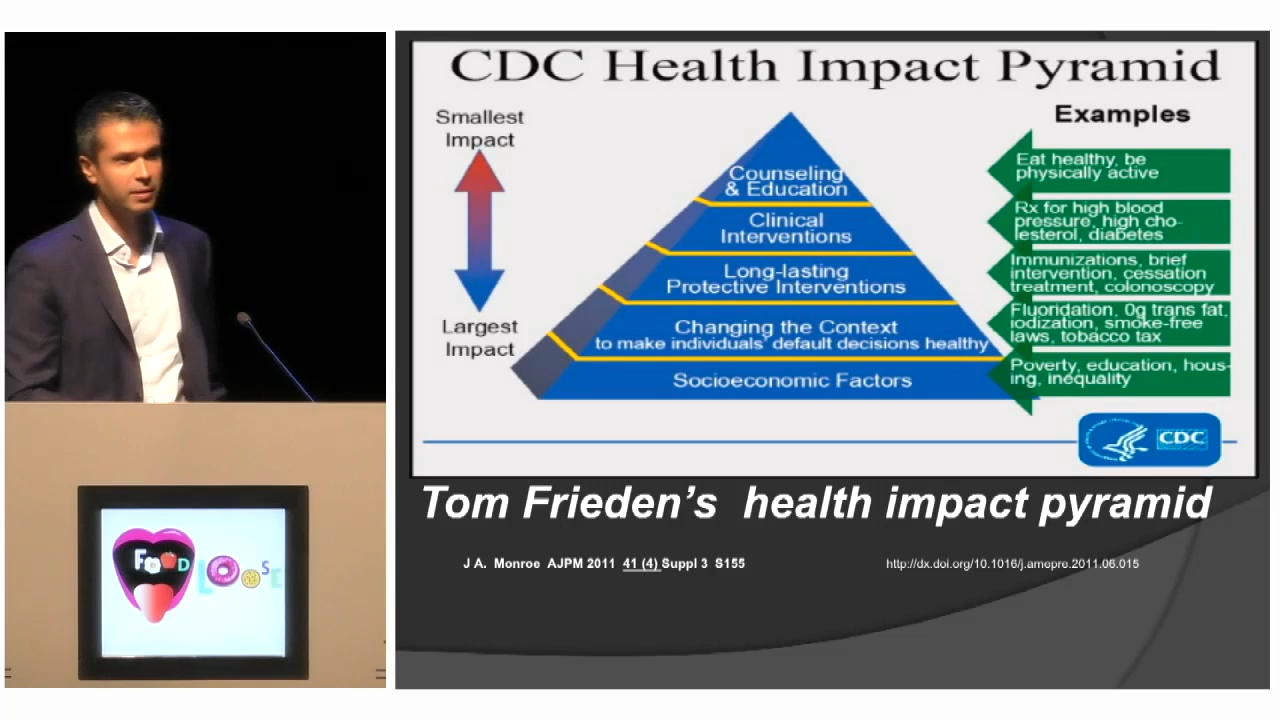 CDC Health Impact Pyramid
Smallest
Impact
Largest
Impact
Counseling
& Education
Clinical
Interventions
Long-lasting
Protective Interventions
Changing the Context
to make individuals' default decisions healthy
Socioeconomic Factors
Examples
Eat healthy, be
physically active
Rx for high blood
pressure, high cho-
lesterol, diabetes
Immunizations, brief
intervention, cessation
treatment, colonoscopy
Fluoridation, 0g trans fat,
iodization, smoke-free
laws, tobacco tax
Poverty, education, hous-
ing, inequality
CDC
Tom Frieden's health impact pyramid
J A. Monroe AJPM 2011 41 (4) Suppl 3 S155
http://dx.doi.org/10.1016/j.amepre.2011.06.015
FOOD
LOOSE